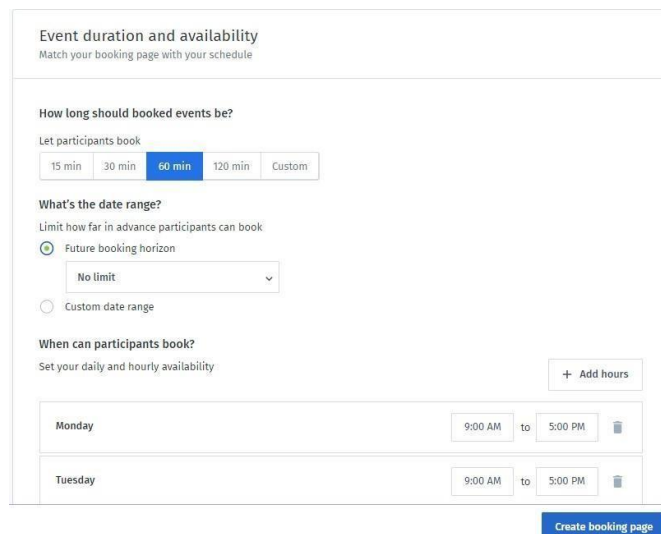 Event duration and availability
Match your booking page with your schedule
How long should booked events be?
Let participants book
15 min 30 min 60 min 120 min Custom
What's the date range?
Limit how far in advance participants can book
Future booking horizon
No limit
Custom date range
When can participants book?
Set your daily and hourly availability
+ Add hours
Monday 9:00 AM to 5:00 PM
Tuesday 9:00 AM to 5:00 PM
Create booking page